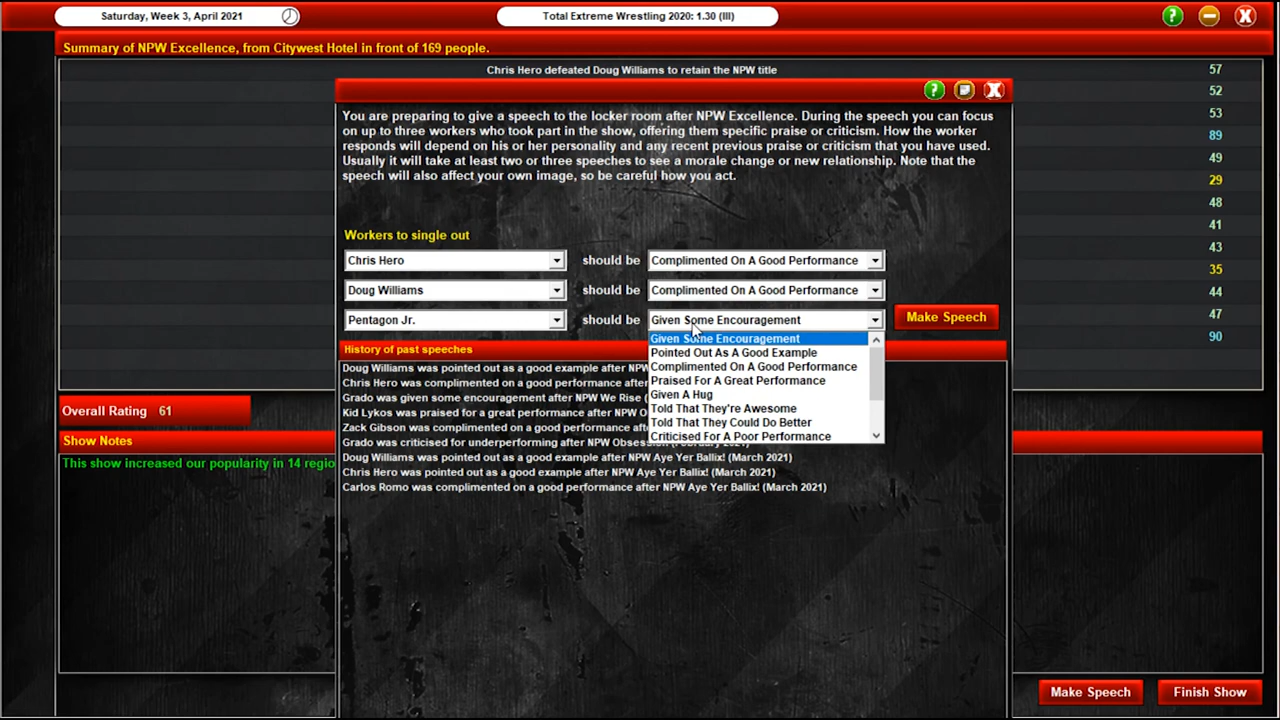 Saturday, Week 3, April 2021
Total Extreme Wrestling 2020: 1.30 (III)
Summary of NPW Excellence, from Citywest Hotel in front of 169 people.
Chris Hero defeated Doug Williams to retain the NPW title 57
52
53
89
49
29
48
41
43
35
44
47
90
You are preparing to give a speech to the locker room after NPW Excellence. During the speech you can focus
on up to three workers who took part in the show, offering them specific praise or criticism. How the worker
responds will depend on his or her personality and any recent previous praise or criticism that you have used.
Usually it will take at least two or three speeches to see a morale change or new relationship. Note that the
speech will also affect your own image, so be careful how you act.
Workers to single out
Chris Hero should be Complimented On A Good Performance
Doug Williams should be Complimented On A Good Performance
Pentagon Jr. should be Given Some Encouragement Make Speech
Given Some Encouragement
Pointed Out As A Good Example
Complimented On A Good Performance
Praised For A Great Performance
Given A Hug
Told That They're Awesome
Told That They Could Do Better
Criticised For A Poor Performance
History of past speeches
Doug Williams was pointed out as a good example after NPW
Chris Hero was complimented on a good performance after
Grado was given some encouragement after NPW We Rise
Kid Lykos was praised for a great performance after NPW O
Zack Gibson was complimented on a good performance after
Grado was criticised for underperforming after NPW Obsession (February 2021)
Doug Williams was pointed out as a good example after NPW Aye Yer Ballix! (March 2021)
Chris Hero was pointed out as a good example after NPW Aye Yer Ballix! (March 2021)
Carlos Romo was complimented on a good performance after NPW Aye Yer Ballix! (March 2021)
Overall Rating 61
Show Notes
This show increased our popularity in 14 regio
Make Speech
Finish Show